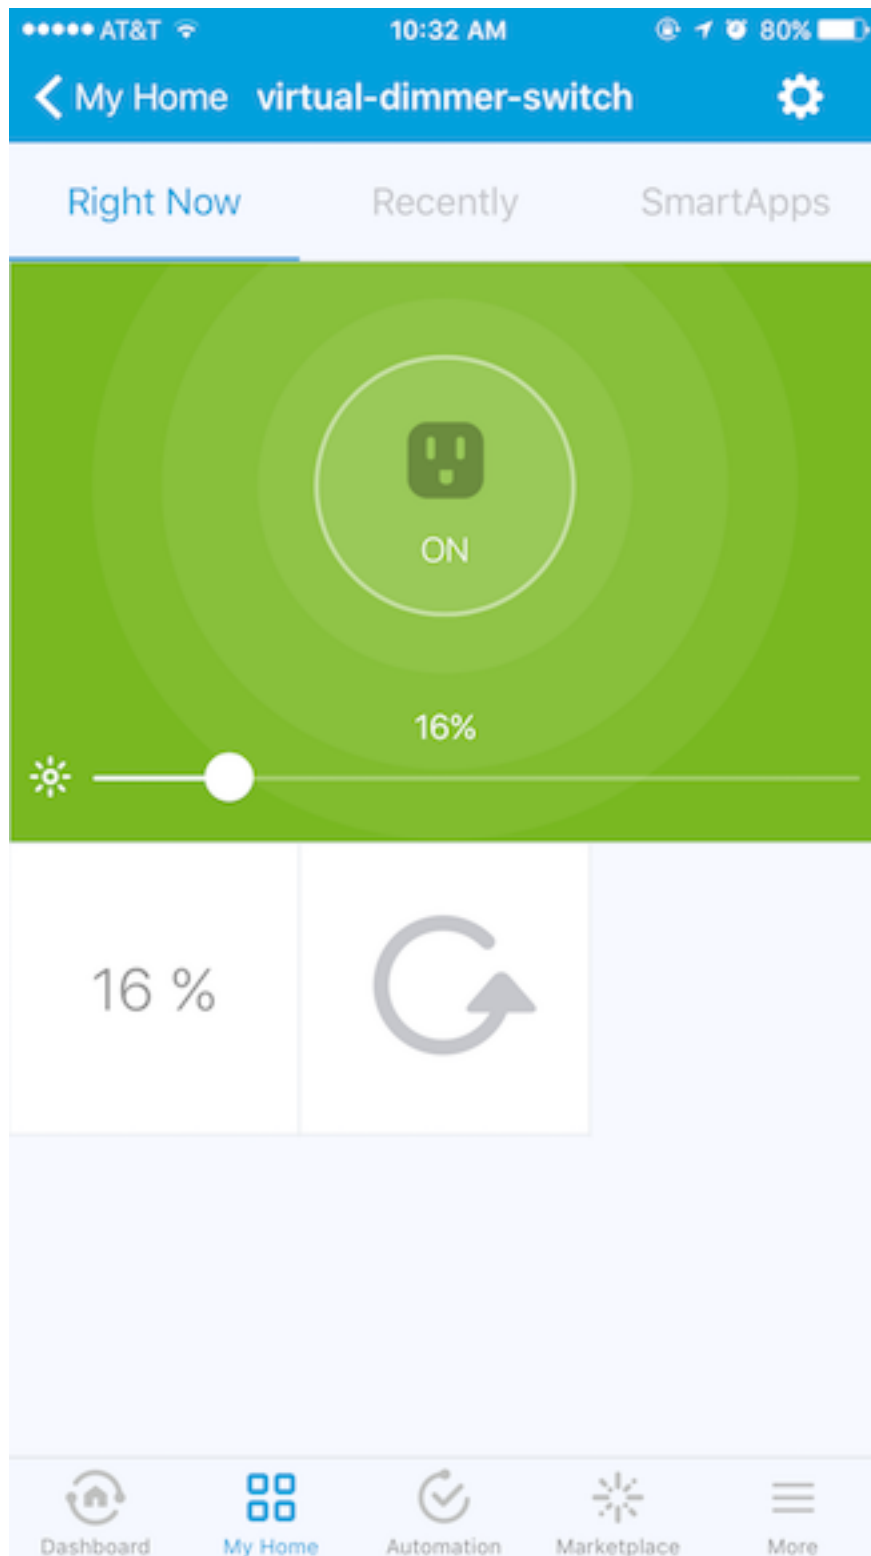 AT&T 10:32 AM 80%
My Home virtual-dimmer-switch
Right Now Recently SmartApps
ON
16%
16 %
Dashboard My Home Automation Marketplace More